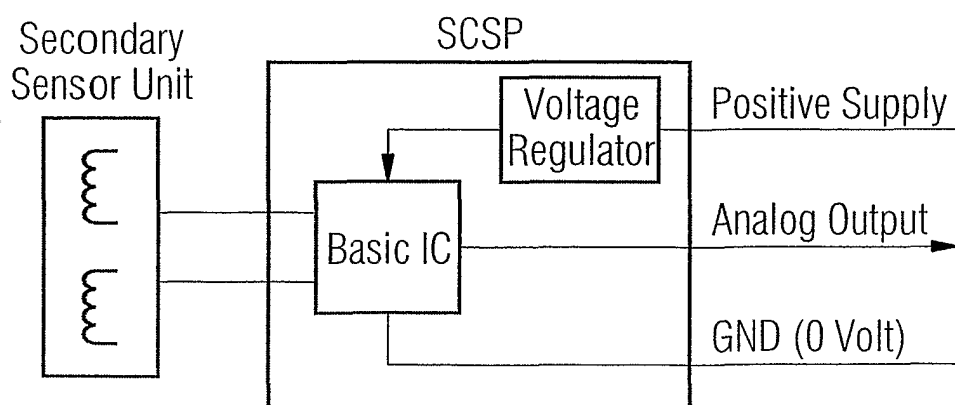 Secondary
Sensor Unit
SCSP
Voltage
Regulator
Positive Supply
Basic IC
Analog Output
GND (0 Volt)